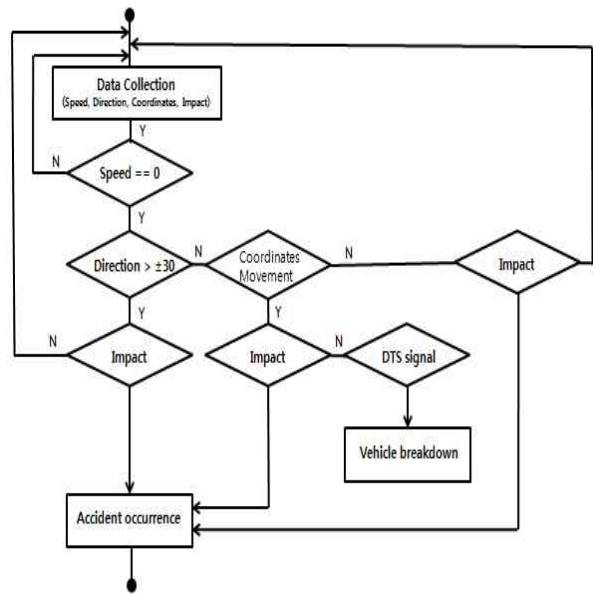 Data Collection
(Speed, Direction, Coordinates, Impact)
Y
N
Speed == 0
Y
Direction > ±30
N
Coordinates
Movement
N
Impact
Y
Y
N
Impact
Impact
N
DTS signal
Vehicle breakdown
Accident occurrence